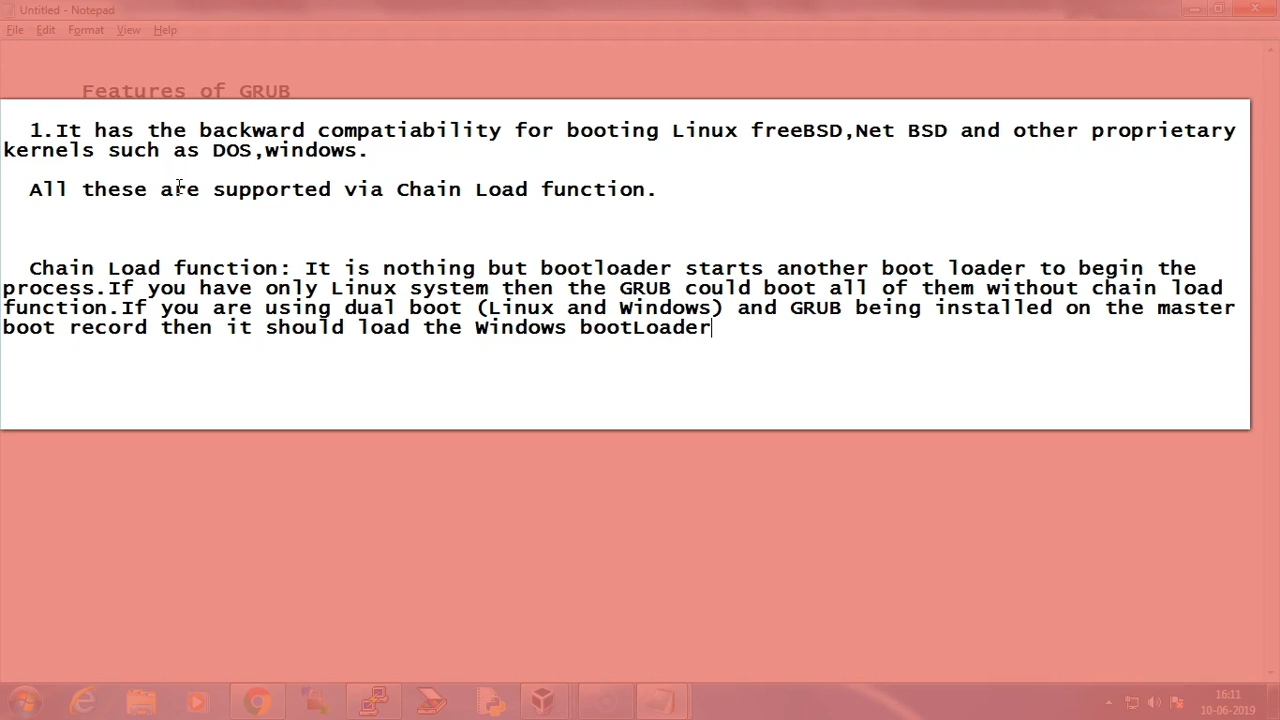 Untitled - Notepad
File Edit Format View Help
Features of GRUB
1.It has the backward compatiability for booting Linux freeBSD,Net BSD and other proprietary
kernels such as DOS,windows.
All these are supported via Chain Load function.
Chain Load function: It is nothing but bootloader starts another boot loader to begin the
process.If you have only Linux system then the GRUB could boot all of them without chain load
function.If you are using dual boot (Linux and Windows) and GRUB being installed on the master
boot record then it should load the Windows bootLoader
16:11
10-06-2019